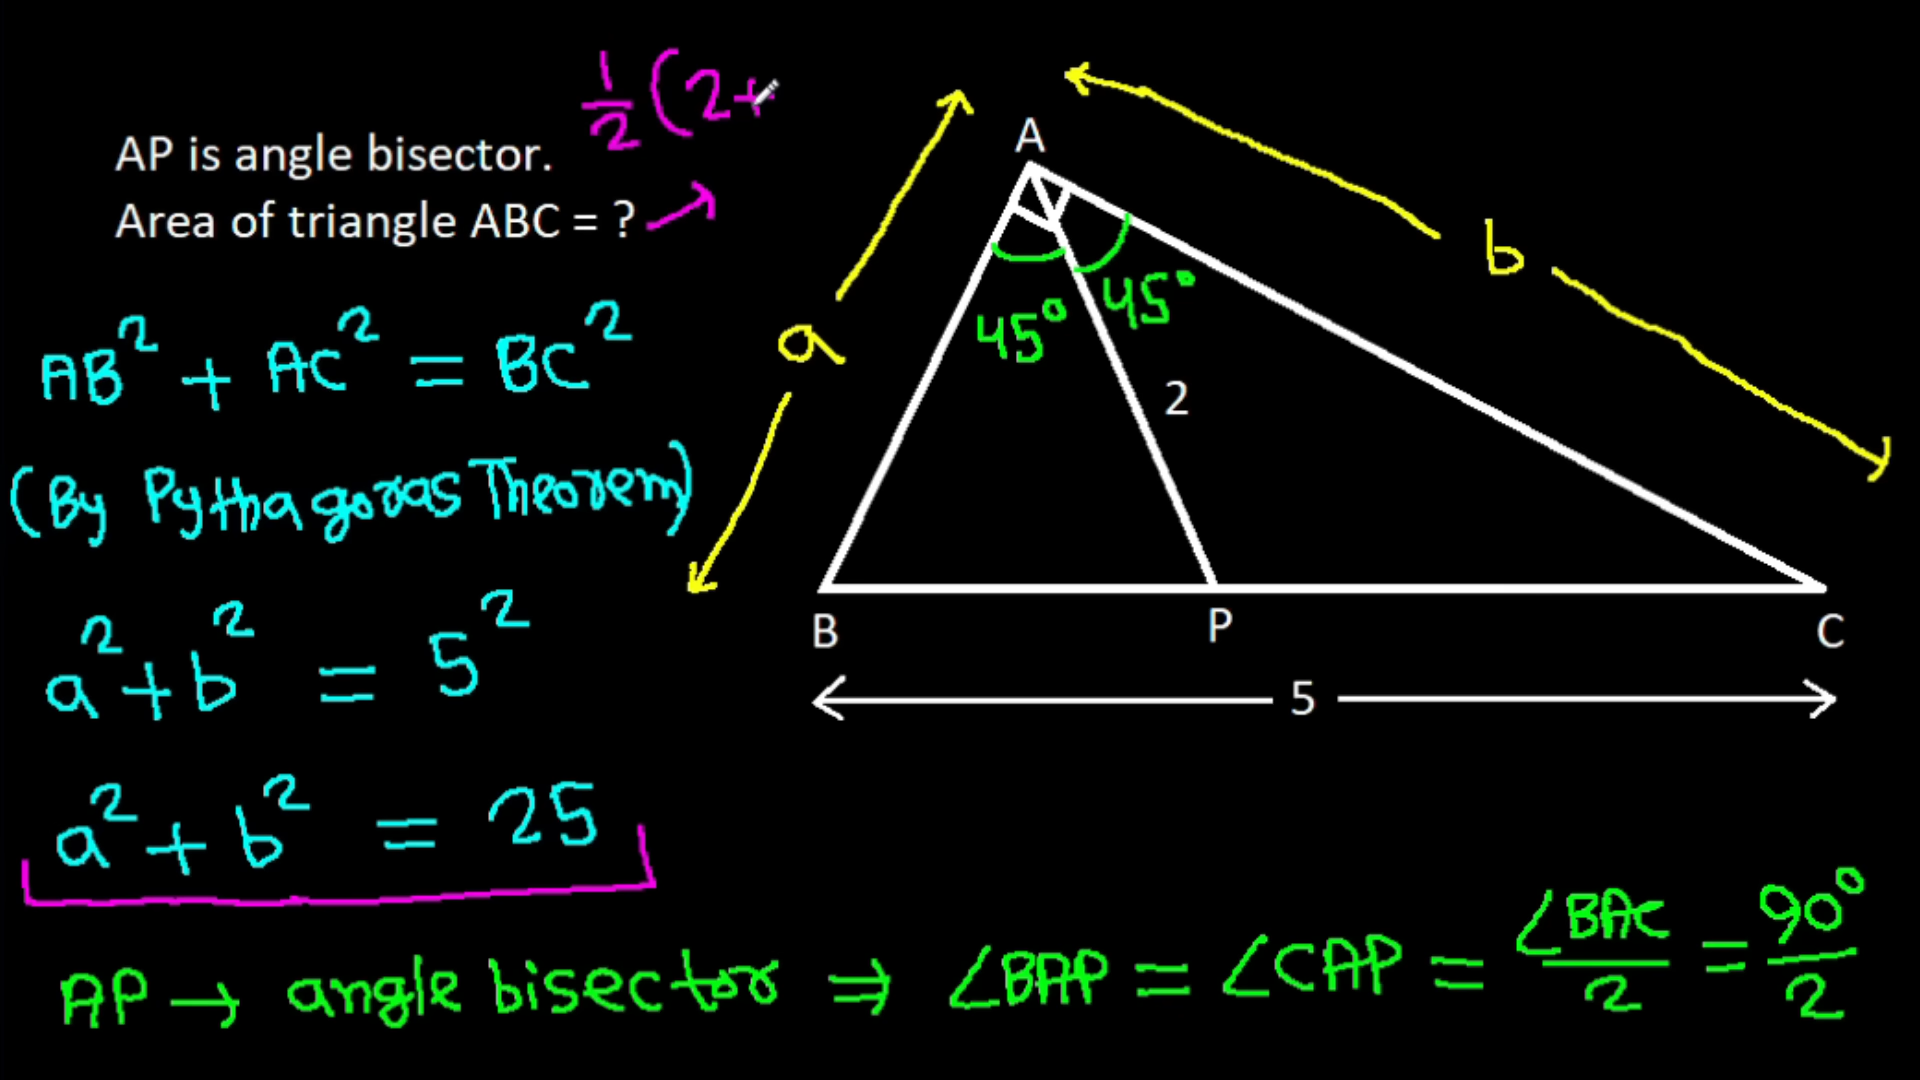 1/2 (2+
AP is angle bisector.
Area of triangle ABC = ? →
AB² + AC² = BC²
(By Pythagoras Theorem)
a² + b² = 5²
a² + b² = 25
AP → angle bisector ⇒ ∠BAP = ∠CAP = ∠BAC/2 = 90°/2
A
a
b
45°
45°
2
B
P
C
5